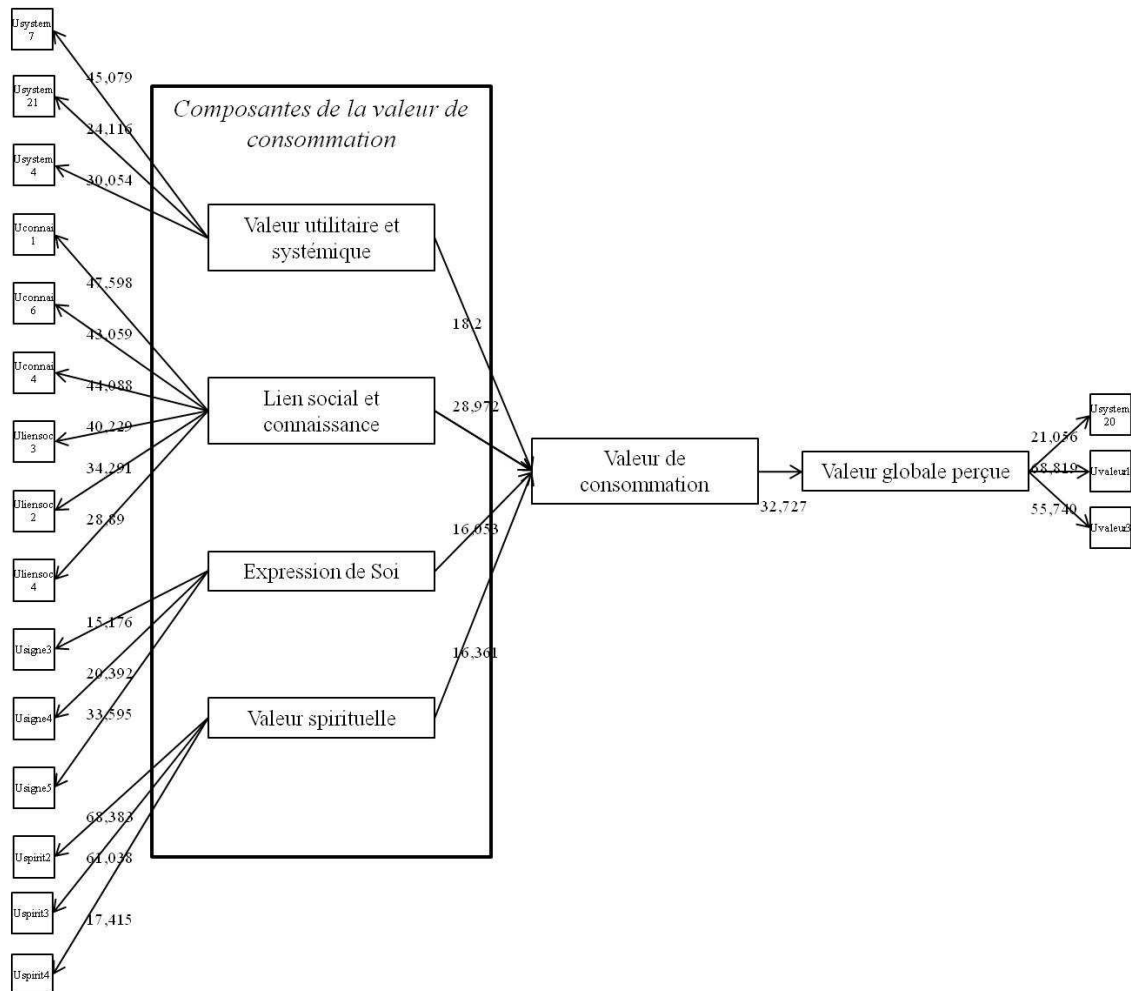 Usystem
7
45,079
Usystem
21
24,116
Usystem
4
30,054
Uconnai
1
47,598
Uconnai
6
43,059
Uconnai
4
44,088
Uliensoc
3
40,229
Uliensoc
2
34,291
Uliensoc
4
28,89
Usigne3
15,176
Usigne4
20,392
Usigne5
33,595
Uspirit2
68,383
Uspirit3
61,038
Uspirit4
17,415
Composantes de la valeur de
consommation
Valeur utilitaire et
systémique
Lien social et
connaissance
Expression de Soi
Valeur spirituelle
18,2
28,972
16,053
16,361
Valeur de
consommation
32,727
Valeur globale perçue
21,056
55,740
Usystem
20
Uvaleur1
Uvaleur3